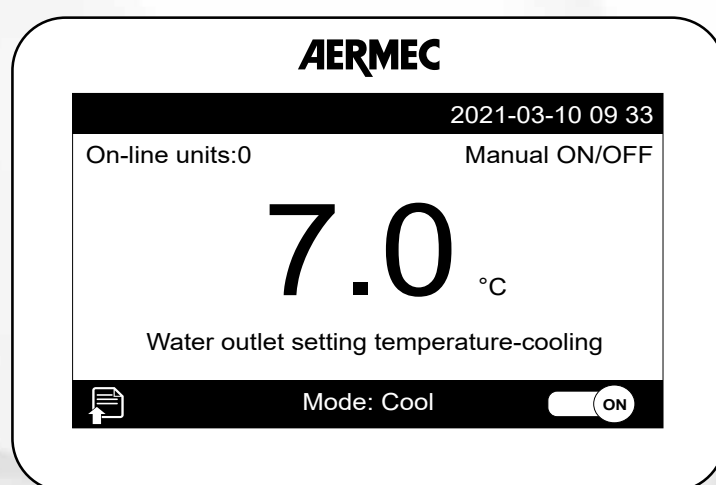 AERMEC
2021-03-10 09 33
On-line units:0
Manual ON/OFF
7.0 °C
Water outlet setting temperature-cooling
Mode: Cool
ON